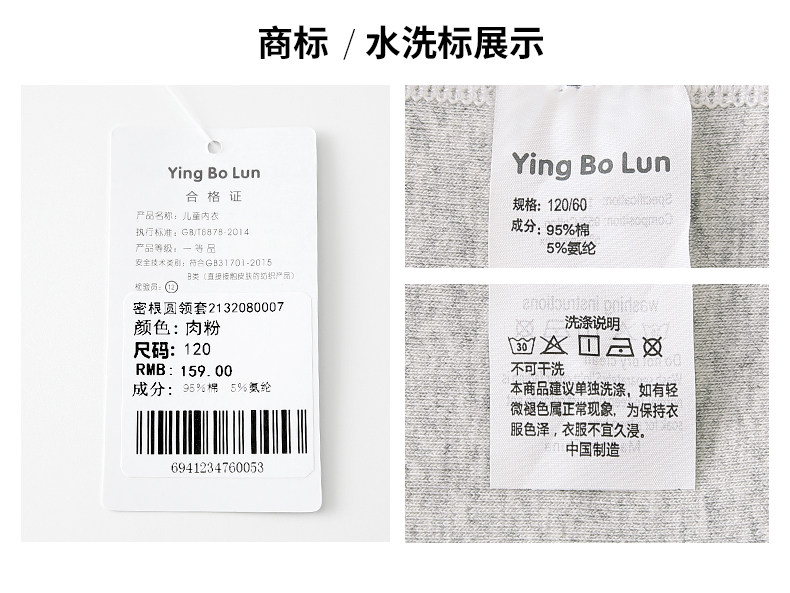 商标 / 水洗标展示
Ying Bo Lun
合格证
产品名称：儿童内衣
执行标准：GB/T8878-2014
产品等级：一等品
安全技术类别：符合GB31701-2015
B类（直接接触皮肤的纺织产品）
检验员：12
密根圆领套2132080007
颜色：肉粉
尺码：120
RMB：159.00
成分：95%棉 5%氨纶
6941234760053
Ying Bo Lun
规格：120/60
成分：95%棉
5%氨纶
洗涤说明
30
不可干洗
本商品建议单独洗涤，如有轻
微褪色属正常现象，为保持衣
服色泽，衣服不宜久浸。
中国制造